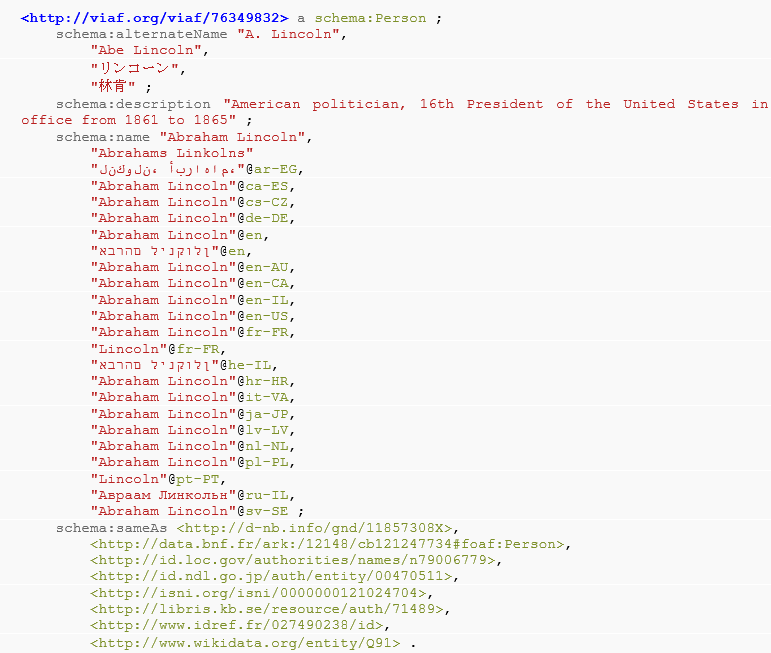 <http://viaf.org/viaf/76349832> a schema:Person ;
schema:alternateName "A. Lincoln",
"Abe Lincoln",
"リンコーン",
"林肯" ;
schema:description "American politician, 16th President of the United States in
office from 1861 to 1865" ;
schema:name "Abraham Lincoln",
"Abrahams Linkolns"
"لنكولن، أبراهام،"@ar-EG,
"Abraham Lincoln"@ca-ES,
"Abraham Lincoln"@cs-CZ,
"Abraham Lincoln"@de-DE,
"Abraham Lincoln"@en,
"אברהם לינקולן"@en,
"Abraham Lincoln"@en-AU,
"Abraham Lincoln"@en-CA,
"Abraham Lincoln"@en-IL,
"Abraham Lincoln"@en-US,
"Abraham Lincoln"@fr-FR,
"Lincoln"@fr-FR,
"אברהם לינקולן"@he-IL,
"Abraham Lincoln"@hr-HR,
"Abraham Lincoln"@it-VA,
"Abraham Lincoln"@ja-JP,
"Abraham Lincoln"@lv-LV,
"Abraham Lincoln"@nl-NL,
"Abraham Lincoln"@pl-PL,
"Lincoln"@pt-PT,
"Авраам Линкольн"@ru-IL,
"Abraham Lincoln"@sv-SE ;
schema:sameAs <http://d-nb.info/gnd/11857308X>,
<http://data.bnf.fr/ark:/12148/cb121247734#foaf:Person>,
<http://id.loc.gov/authorities/names/n79006779>,
<http://id.ndl.go.jp/auth/entity/00470511>,
<http://isni.org/isni/0000000121024704>,
<http://libris.kb.se/resource/auth/71489>,
<http://www.idref.fr/027490238/id>,
<http://www.wikidata.org/entity/Q91> .